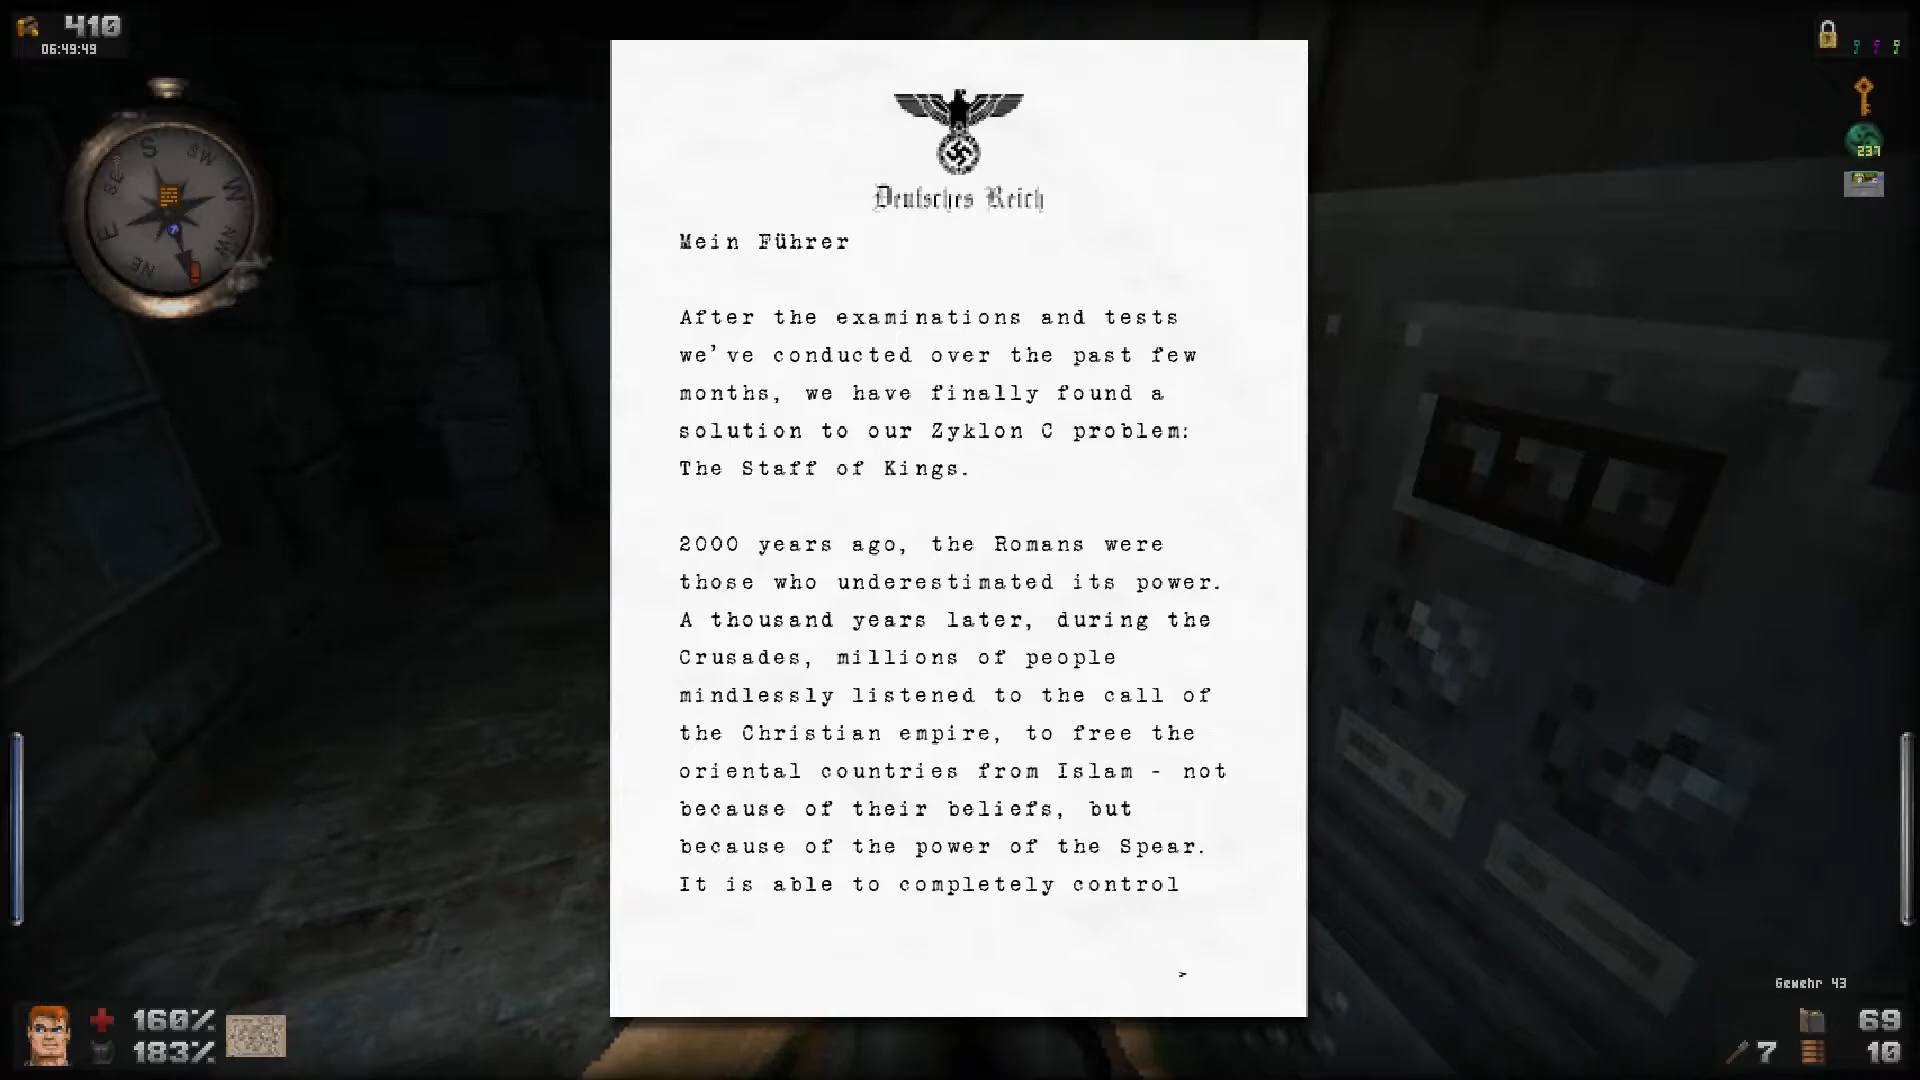 410
06:49:49
S
SW
W
NW
NE
E
SE
237
Deutsches Reich
Mein Führer
After the examinations and tests
we've conducted over the past few
months, we have finally found a
solution to our Zyklon C problem:
The Staff of Kings.
2000 years ago, the Romans were
those who underestimated its power.
A thousand years later, during the
Crusades, millions of people
mindlessly listened to the call of
the Christian empire, to free the
oriental countries from Islam - not
because of their beliefs, but
because of the power of the Spear.
It is able to completely control
>
160%
183%
Gewehr 43
69
7
10